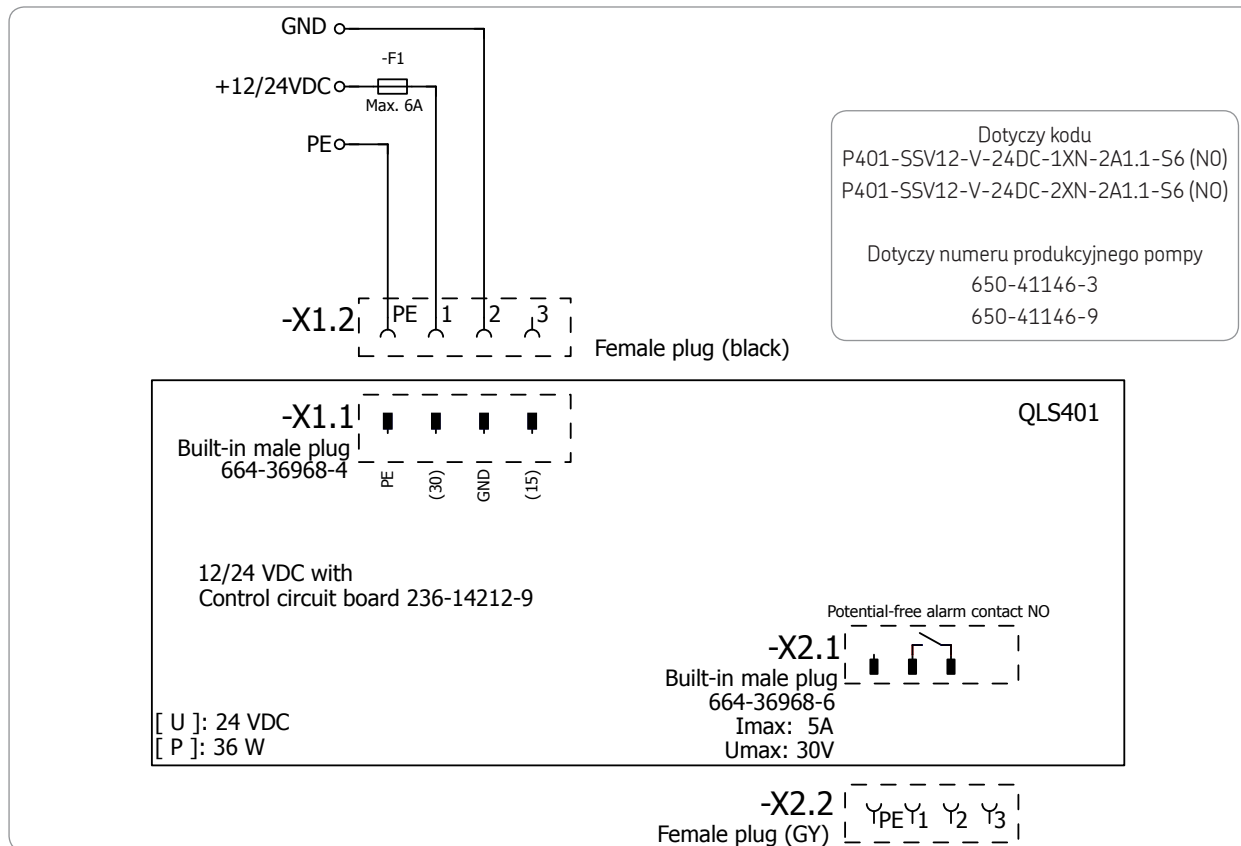 GND
-F1
+12/24VDC
Max. 6A
PE
Dotyczy kodu
P401-SSV12-V-24DC-1XN-2A1.1-S6 (NO)
P401-SSV12-V-24DC-2XN-2A1.1-S6 (NO)
Dotyczy numeru produkcyjnego pompy
650-41146-3
650-41146-9
-X1.2
PE 1 2 3
Female plug (black)
-X1.1
QLS401
Built-in male plug
664-36968-4
PE (30) GND (15)
12/24 VDC with
Control circuit board 236-14212-9
Potential-free alarm contact NO
-X2.1
Built-in male plug
664-36968-6
Imax: 5A
Umax: 30V
[ U ]: 24 VDC
[ P ]: 36 W
-X2.2
PE 1 2 3
Female plug (GY)